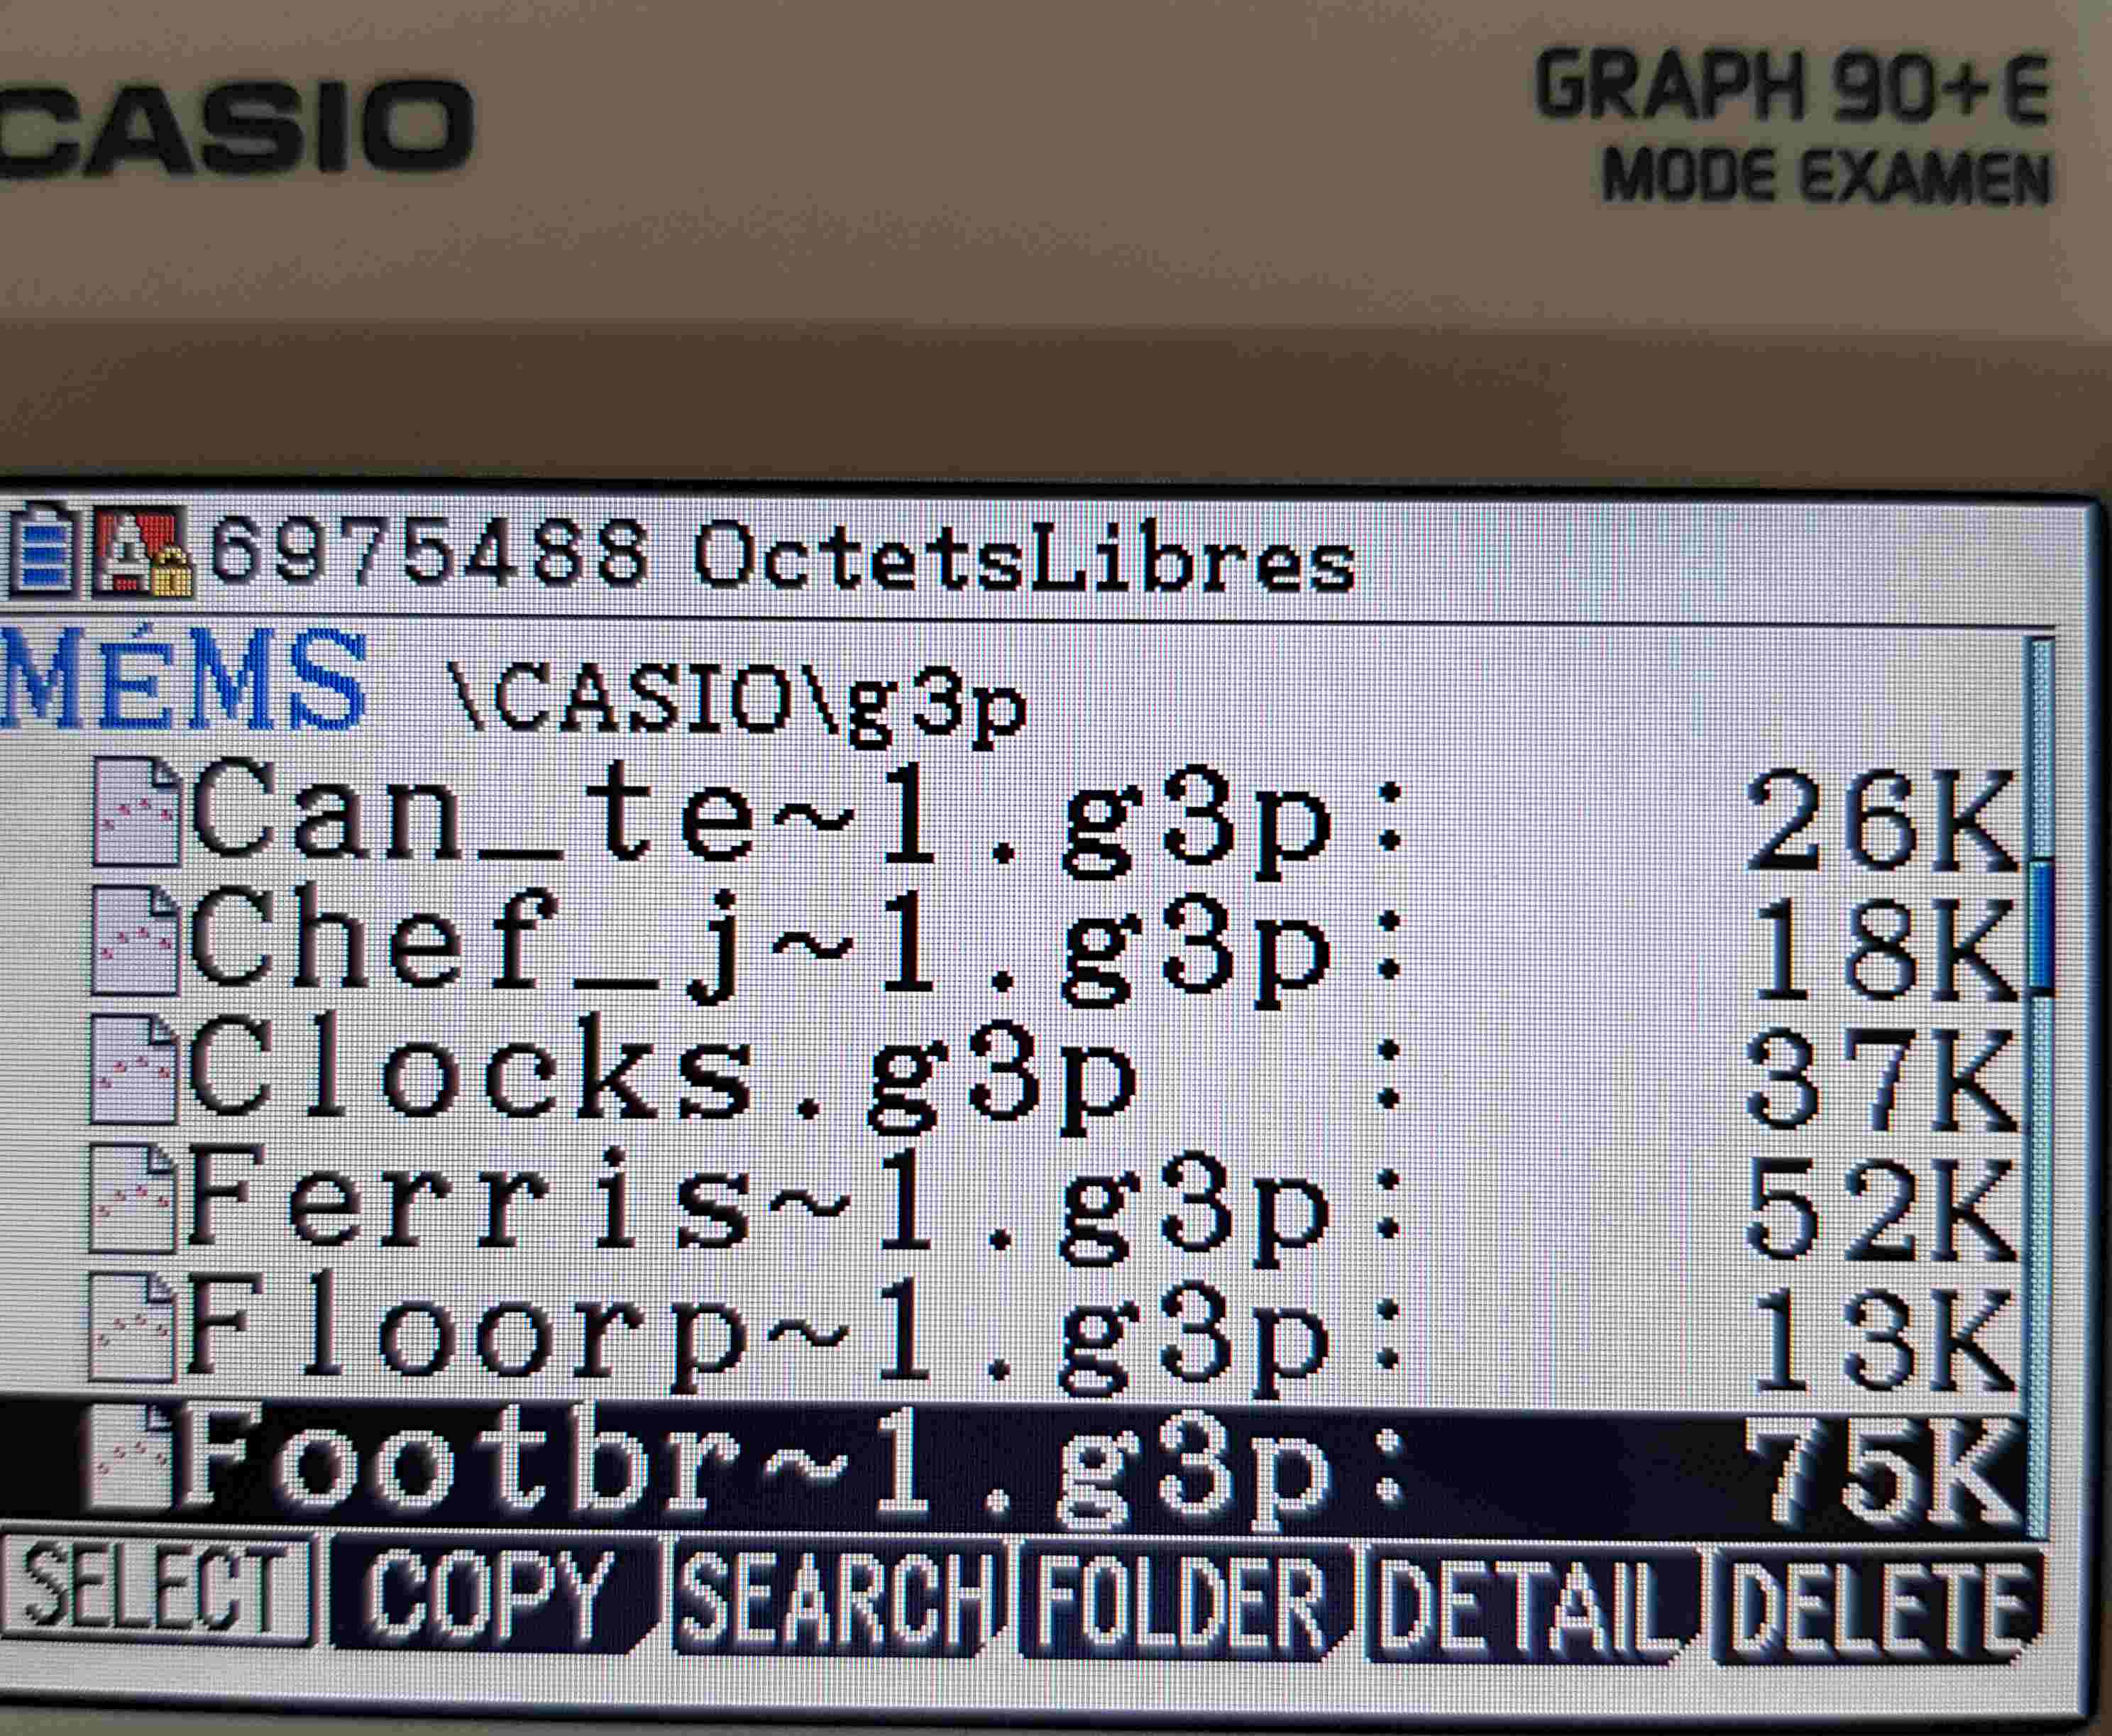 CASIO
GRAPH 90+E
MODE EXAMEN
6975488 OctetsLibres
MÉMS \CASIO\g3p
Can_te~1.g3p: 26K
Chef_j~1.g3p: 18K
Clocks.g3p : 37K
Ferris~1.g3p: 52K
Floorp~1.g3p: 13K
Footbr~1.g3p: 75K
SELECT COPY SEARCH FOLDER DETAIL DELETE